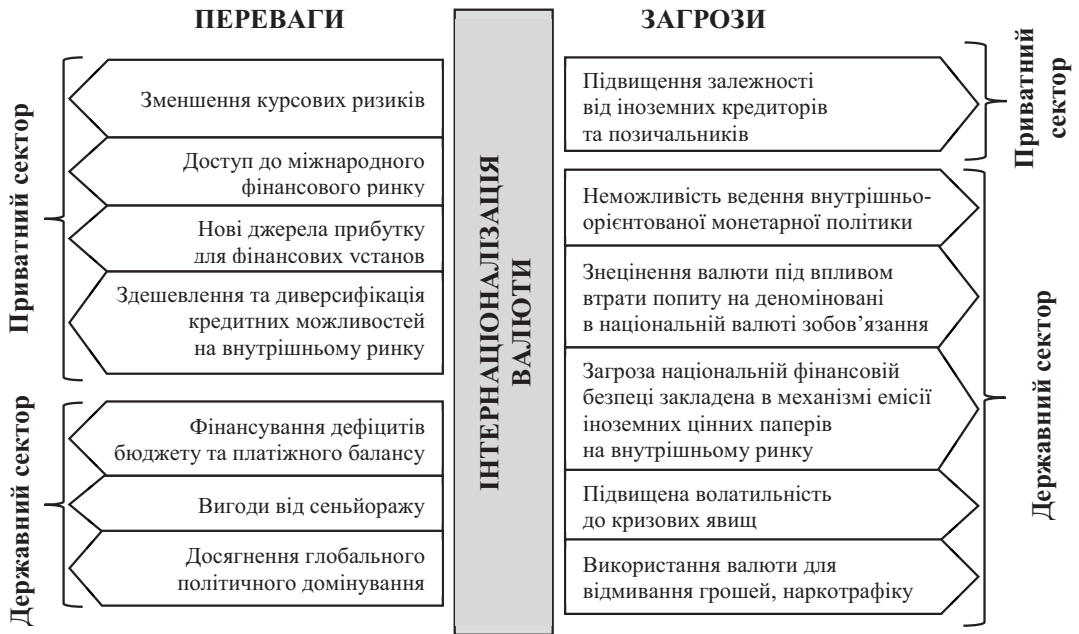 ПЕРЕВАГИ
Приватний сектор
Зменшення курсових ризиків
Доступ до міжнародного
фінансового ринку
Нові джерела прибутку
для фінансових установ
Здешевлення та диверсифікація
кредитних можливостей
на внутрішньому ринку
Державний сектор
Фінансування дефіцитів
бюджету та платіжного балансу
Вигоди від сеньйоражу
Досягнення глобального
політичного домінування
ІНТЕРНАЦІОНАЛІЗАЦІЯ
ВАЛЮТИ
ЗАГРОЗИ
Підвищення залежності
від іноземних кредиторів
та позичальників
Приватний
сектор
Неможливість ведення внутрішньо-
орієнтованої монетарної політики
Знецінення валюти під впливом
втрати попиту на деноміновані
в національній валюті зобов’язання
Загроза національній фінансовій
безпеці закладена в механізмі емісії
іноземних цінних паперів
на внутрішньому ринку
Підвищена волатильність
до кризових явищ
Використання валюти для
відмивання грошей, наркотрафіку
Державний сектор